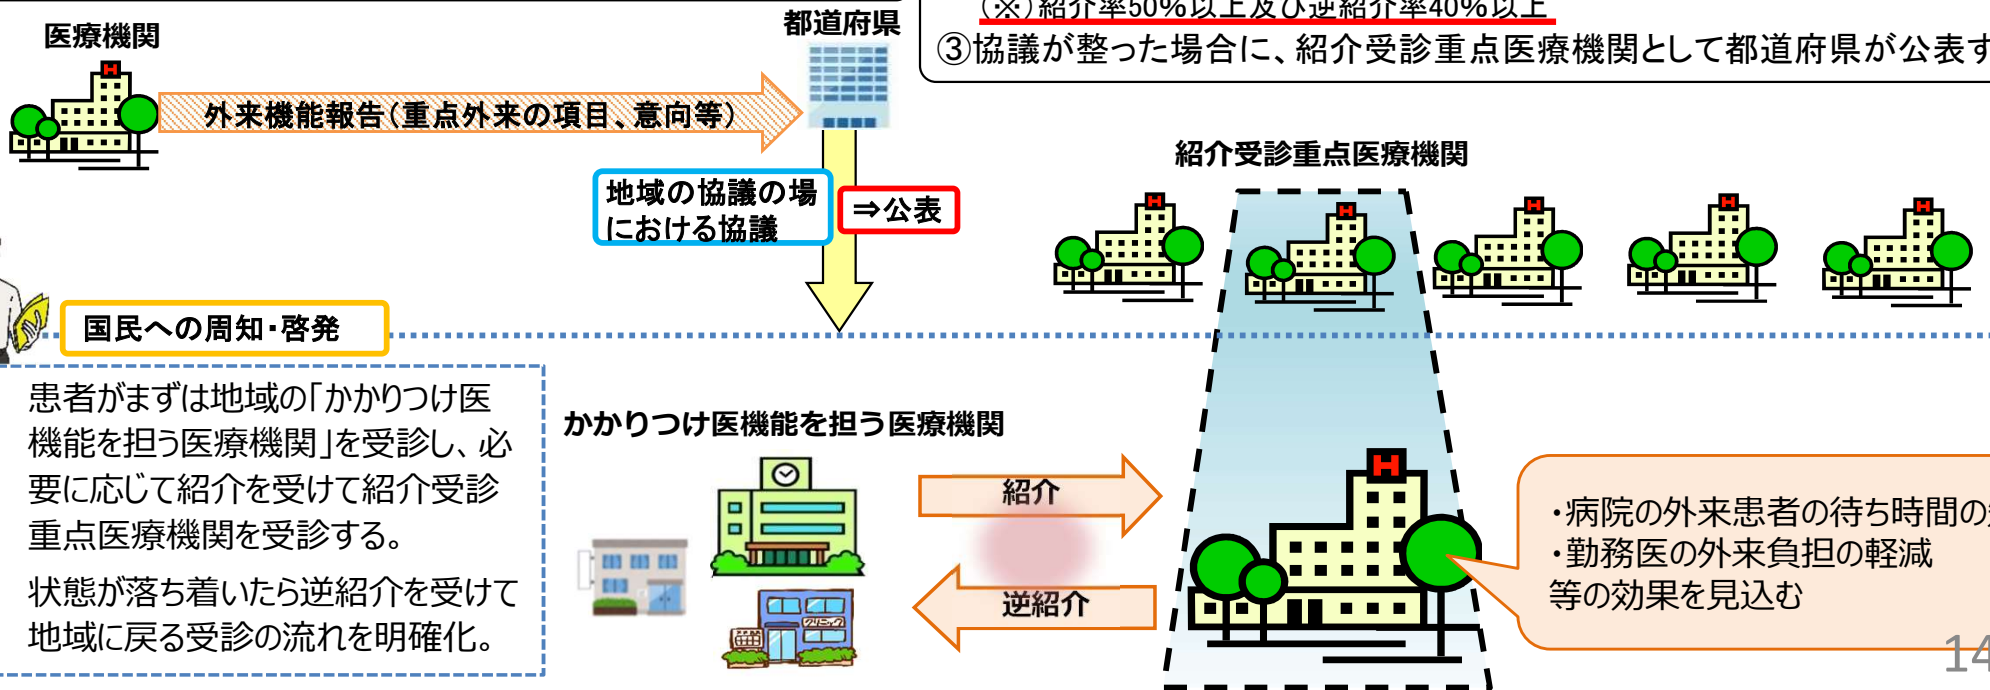 (※)紹介率50%以上及び逆紹介率40%以上
③協議が整った場合に、紹介受診重点医療機関として都道府県が公表す
医療機関
都道府県
外来機能報告(重点外来の項目、意向等)
地域の協議の場
における協議
⇒公表
紹介受診重点医療機関
国民への周知・啓発
患者がまずは地域の「かかりつけ医
機能を担う医療機関」を受診し、必
要に応じて紹介を受けて紹介受診
重点医療機関を受診する。
状態が落ち着いたら逆紹介を受けて
地域に戻る受診の流れを明確化。
かかりつけ医機能を担う医療機関
紹介
逆紹介
クリニック
・病院の外来患者の待ち時間の
・勤務医の外来負担の軽減
等の効果を見込む
14